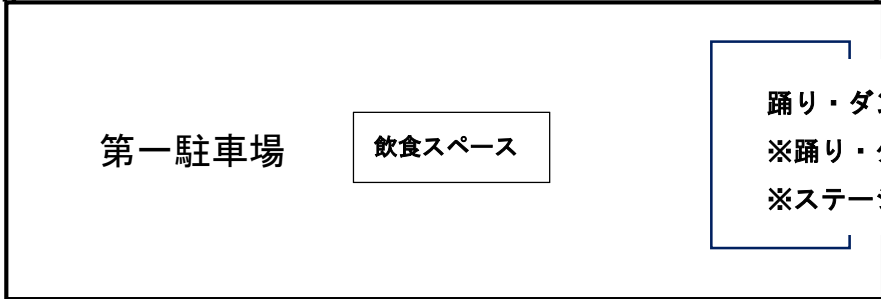 第一駐車場
飲食スペース
踊り・ダ
※踊り・
※ステー